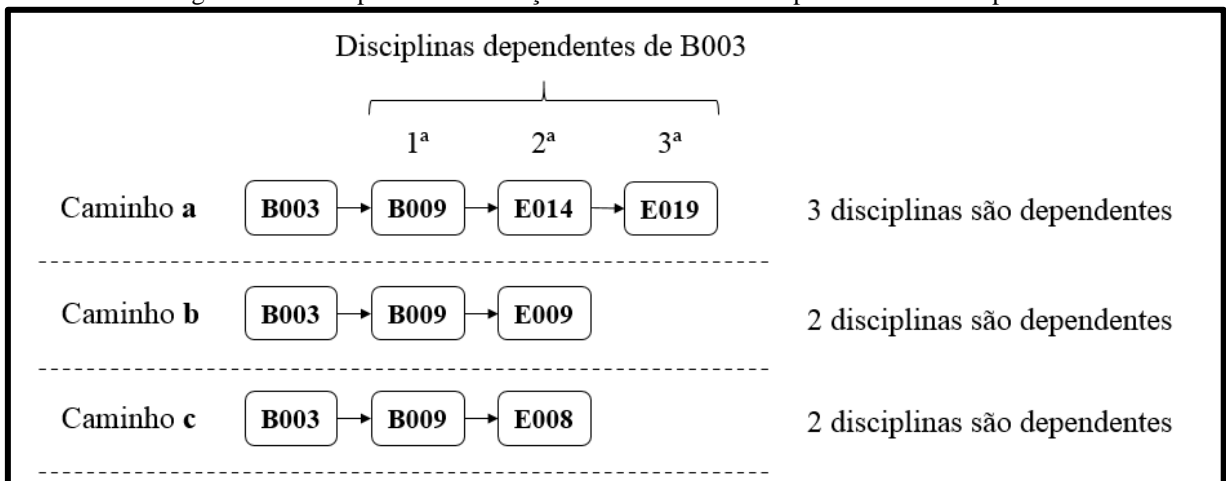 Disciplinas dependentes de B003
1ª 2ª 3ª
Caminho a B003 B009 E014 E019 3 disciplinas são dependentes
Caminho b B003 B009 E009 2 disciplinas são dependentes
Caminho c B003 B009 E008 2 disciplinas são dependentes